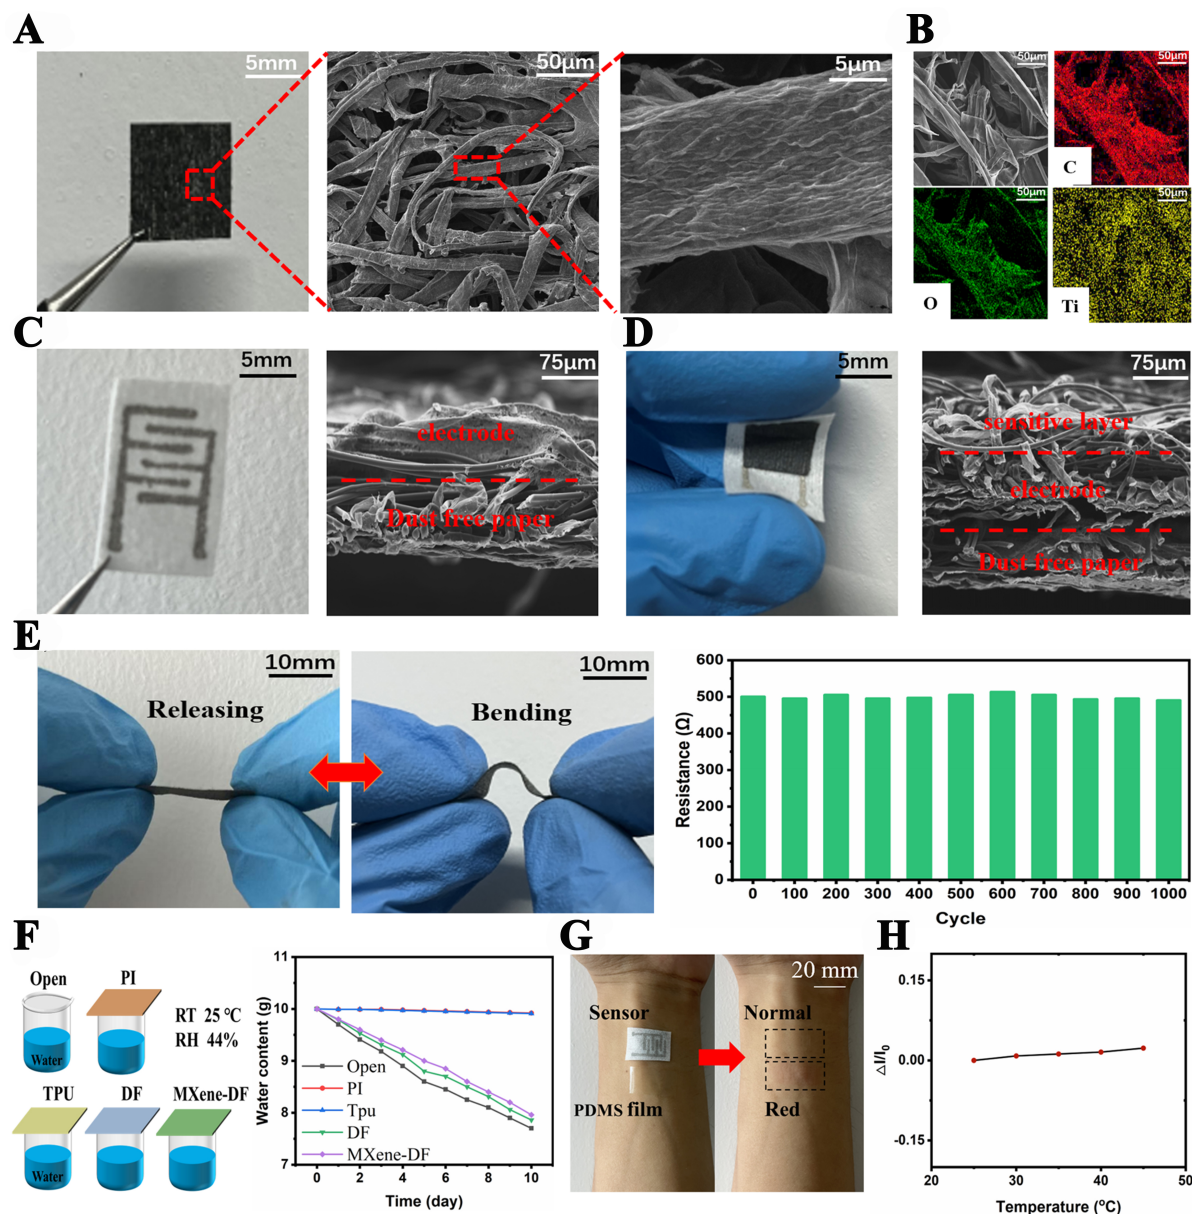 A
5mm
50μm
5μm
B
50μm
50μm
C
50μm
50μm
O
Ti
C
5mm
75μm
electrode
Dust free paper
D
5mm
75μm
sensitive layer
electrode
Dust free paper
E
10mm
Releasing
10mm
Bending
600
500
400
300
200
100
0
Resistance (Ω)
0 100 200 300 400 500 600 700 800 900 1000
Cycle
F
Open
PI
RT 25 ℃
RH 44%
Water
TPU
DF
MXene-DF
Water
11
10
9
8
7
Water content (g)
Open
PI
Tpu
DF
MXene-DF
0 2 4 6 8 10
Time (day)
G
20 mm
Sensor
Normal
PDMS film
Red
H
0.15
0.00
-0.15
△I/I₀
20 30 40 50
Temperature (℃)